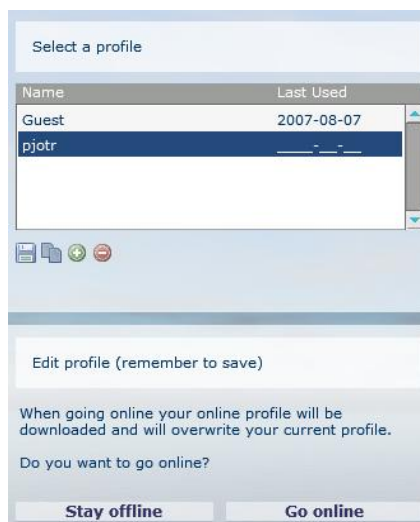 Select a profile
Name Last Used
Guest 2007-08-07
pjotr ____-__-__
Edit profile (remember to save)
When going online your online profile will be
downloaded and will overwrite your current profile.
Do you want to go online?
Stay offline Go online